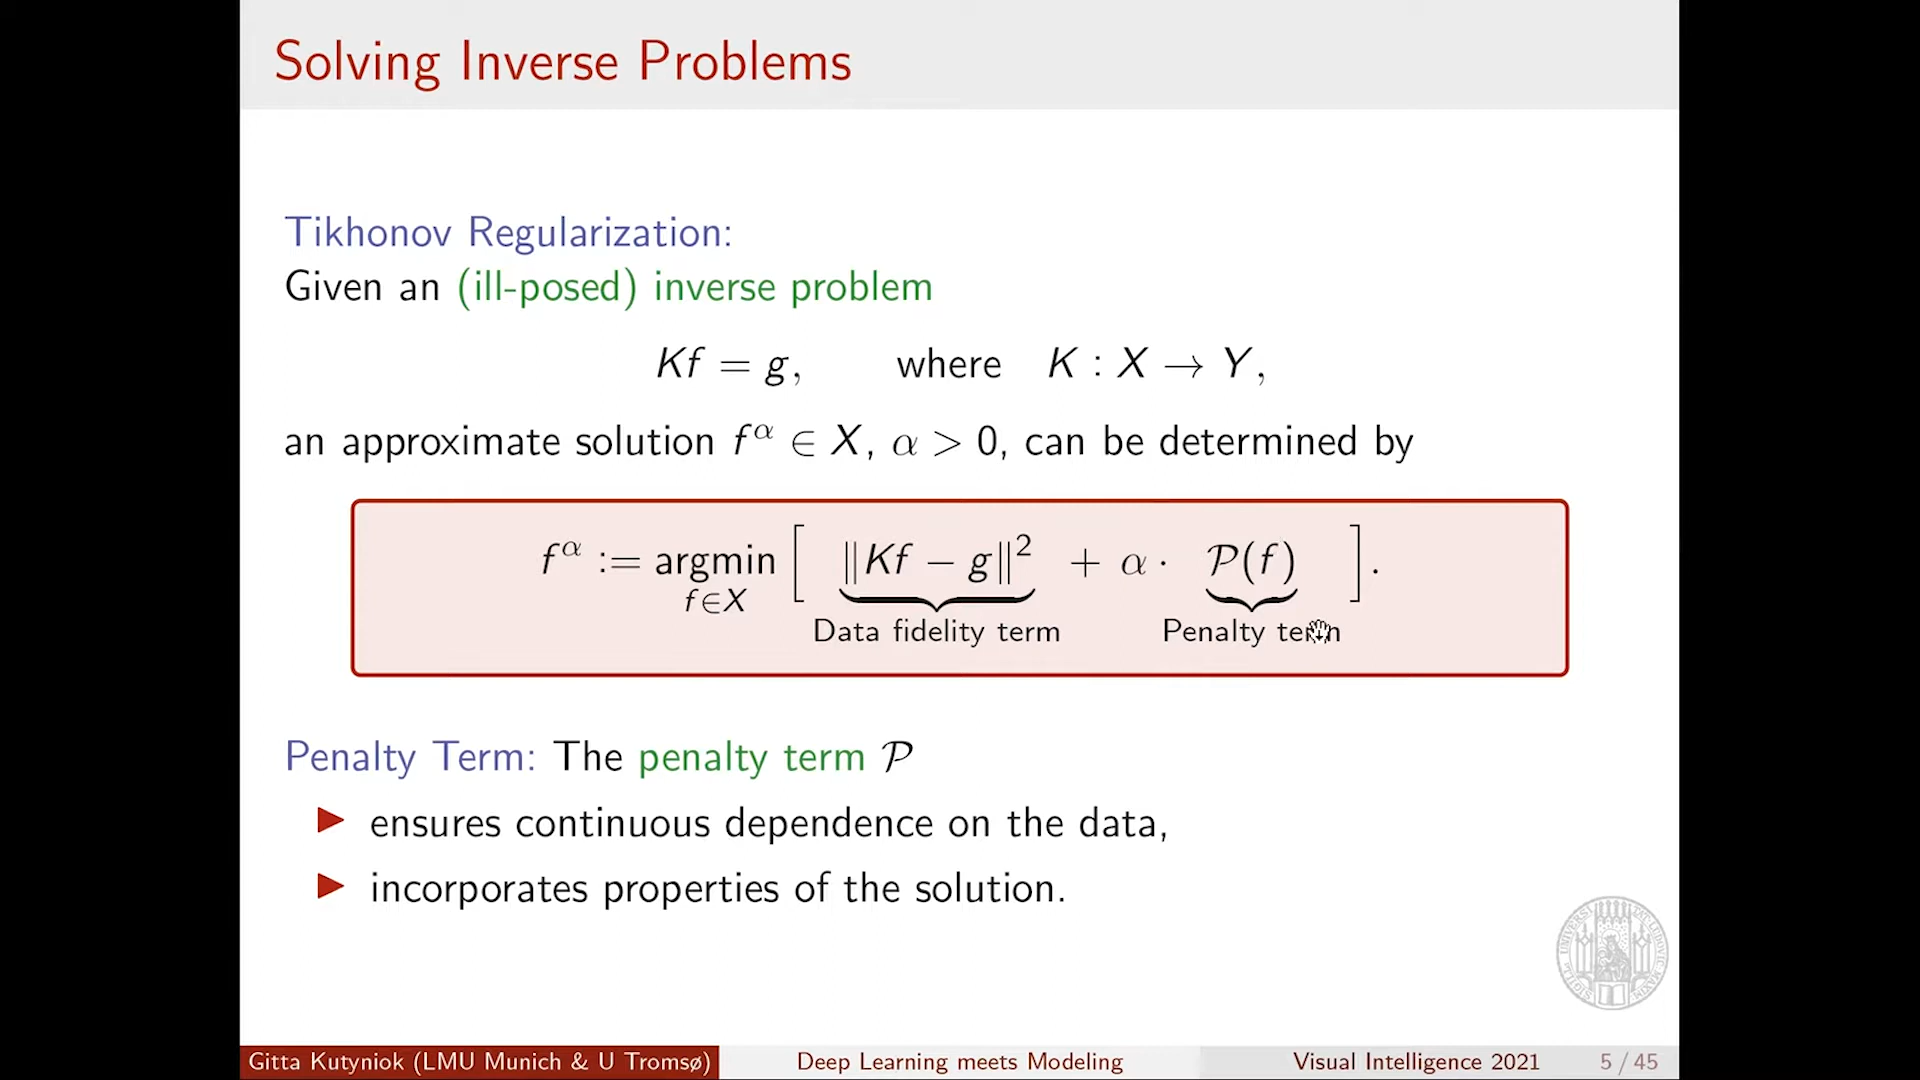 Solving Inverse Problems
Tikhonov Regularization:
Given an (ill-posed) inverse problem
Kf = g, where K : X → Y,
an approximate solution f^α ∈ X, α > 0, can be determined by
f^α := argmin_{f∈X} [ ‖Kf − g‖² + α · P(f) ].
Data fidelity term Penalty term
Penalty Term: The penalty term P
▶ ensures continuous dependence on the data,
▶ incorporates properties of the solution.
Gitta Kutyniok (LMU Munich & U Tromsø) Deep Learning meets Modeling Visual Intelligence 2021 5 / 45